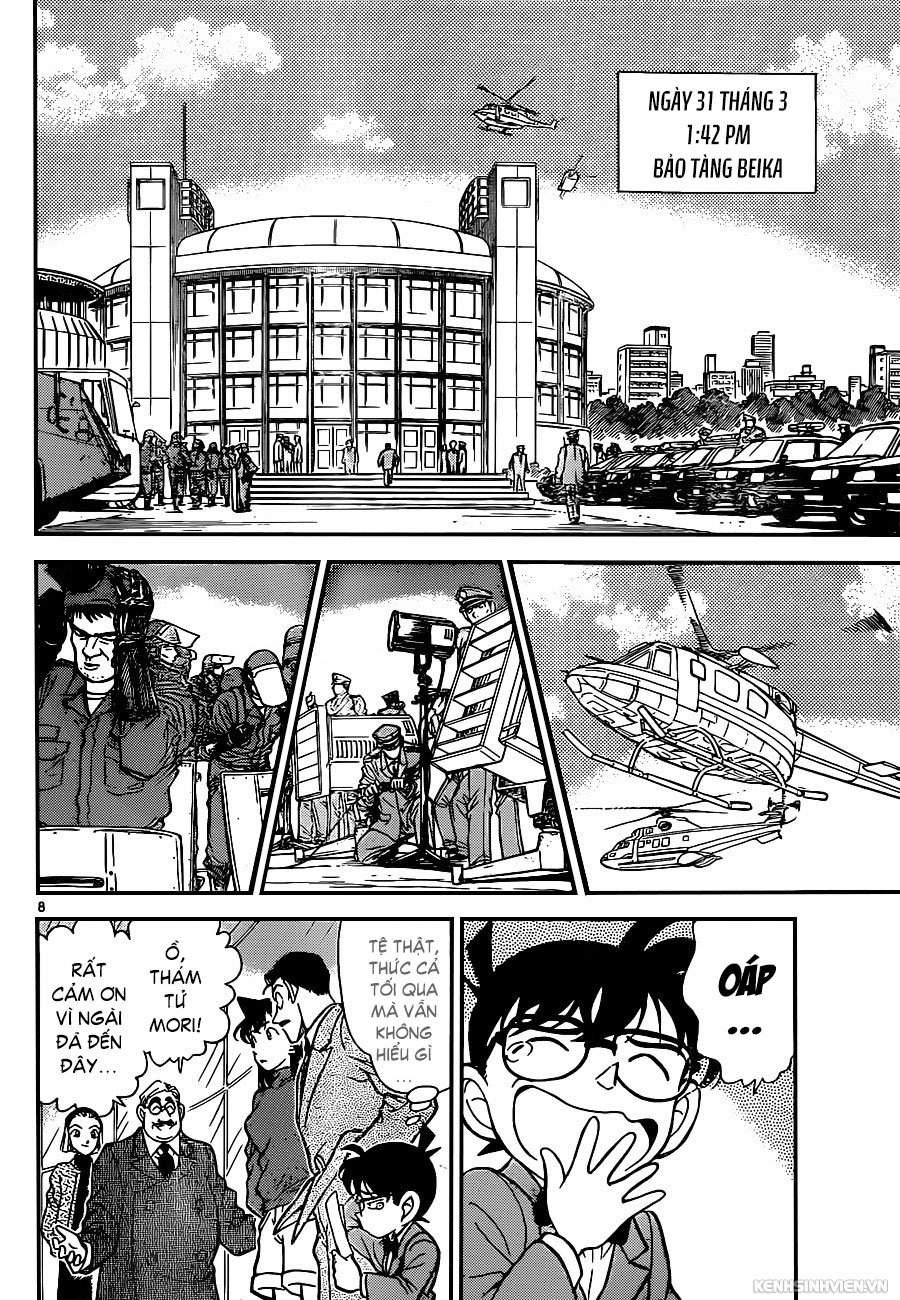 NGÀY 31 THÁNG 3
1:42 PM
BẢO TÀNG BEIKA
8
RẤT
CẢM ƠN
VÌ NGÀI
ĐÃ ĐẾN
ĐÂY...
Ồ,
THÁM
TỬ
MORI!
TỆ THẬT,
THỨC CẢ
TỐI QUA
MÀ VẪN
KHÔNG
HIỂU GÌ
...
OÁP
...
KENHSINHVIEN.VN